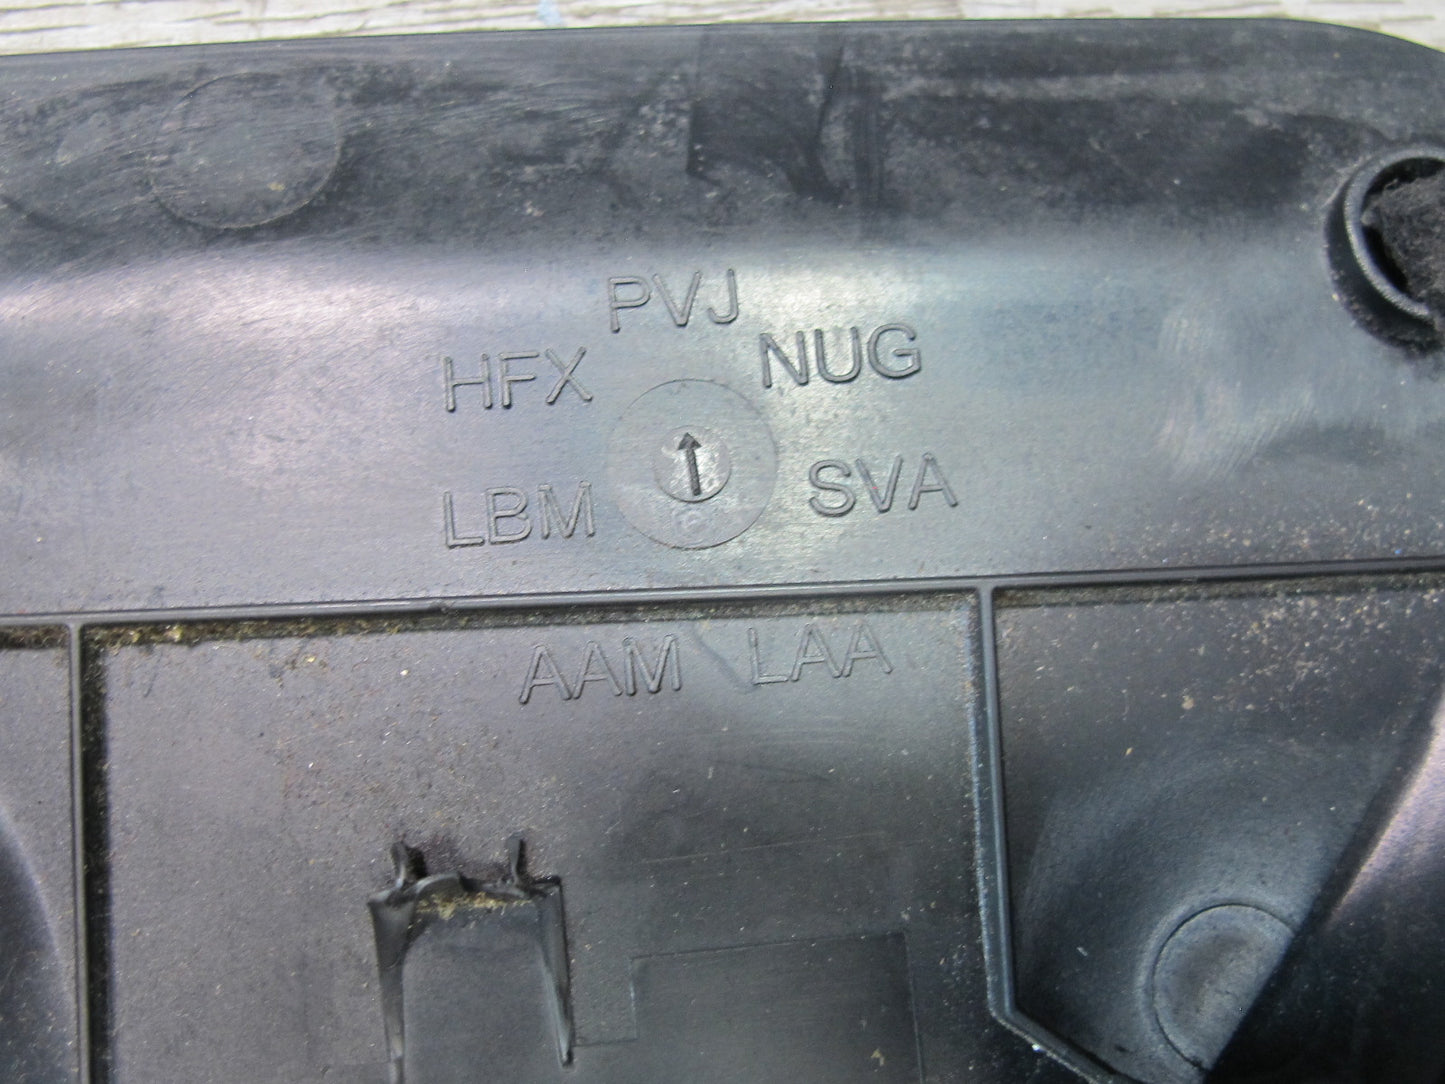 PVJ
HFX NUG
LBM SVA
AAM LAA